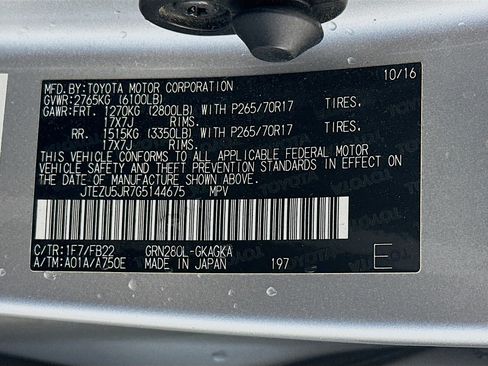 MFD.BY:TOYOTA MOTOR CORPORATION 10/16
GVWR:2765KG (6100LB)
GAWR:FRT. 1270KG (2800LB) WITH P265/70R17 TIRES.
17X7J RIMS.
RR. 1515KG (3350LB) WITH P265/70R17 TIRES.
17X7J RIMS.
THIS VEHICLE CONFORMS TO ALL APPLICABLE FEDERAL MOTOR
VEHICLE SAFETY AND THEFT PREVENTION STANDARDS IN EFFECT
ON THE DATE OF MANUFACTURE SHOWN ABOVE.
JTEZU5JR7G5144675 MPV
C/TR:1F7/FB22 GRN280L-GKAGKA
A/TM:A01A/A750E MADE IN JAPAN 197 E